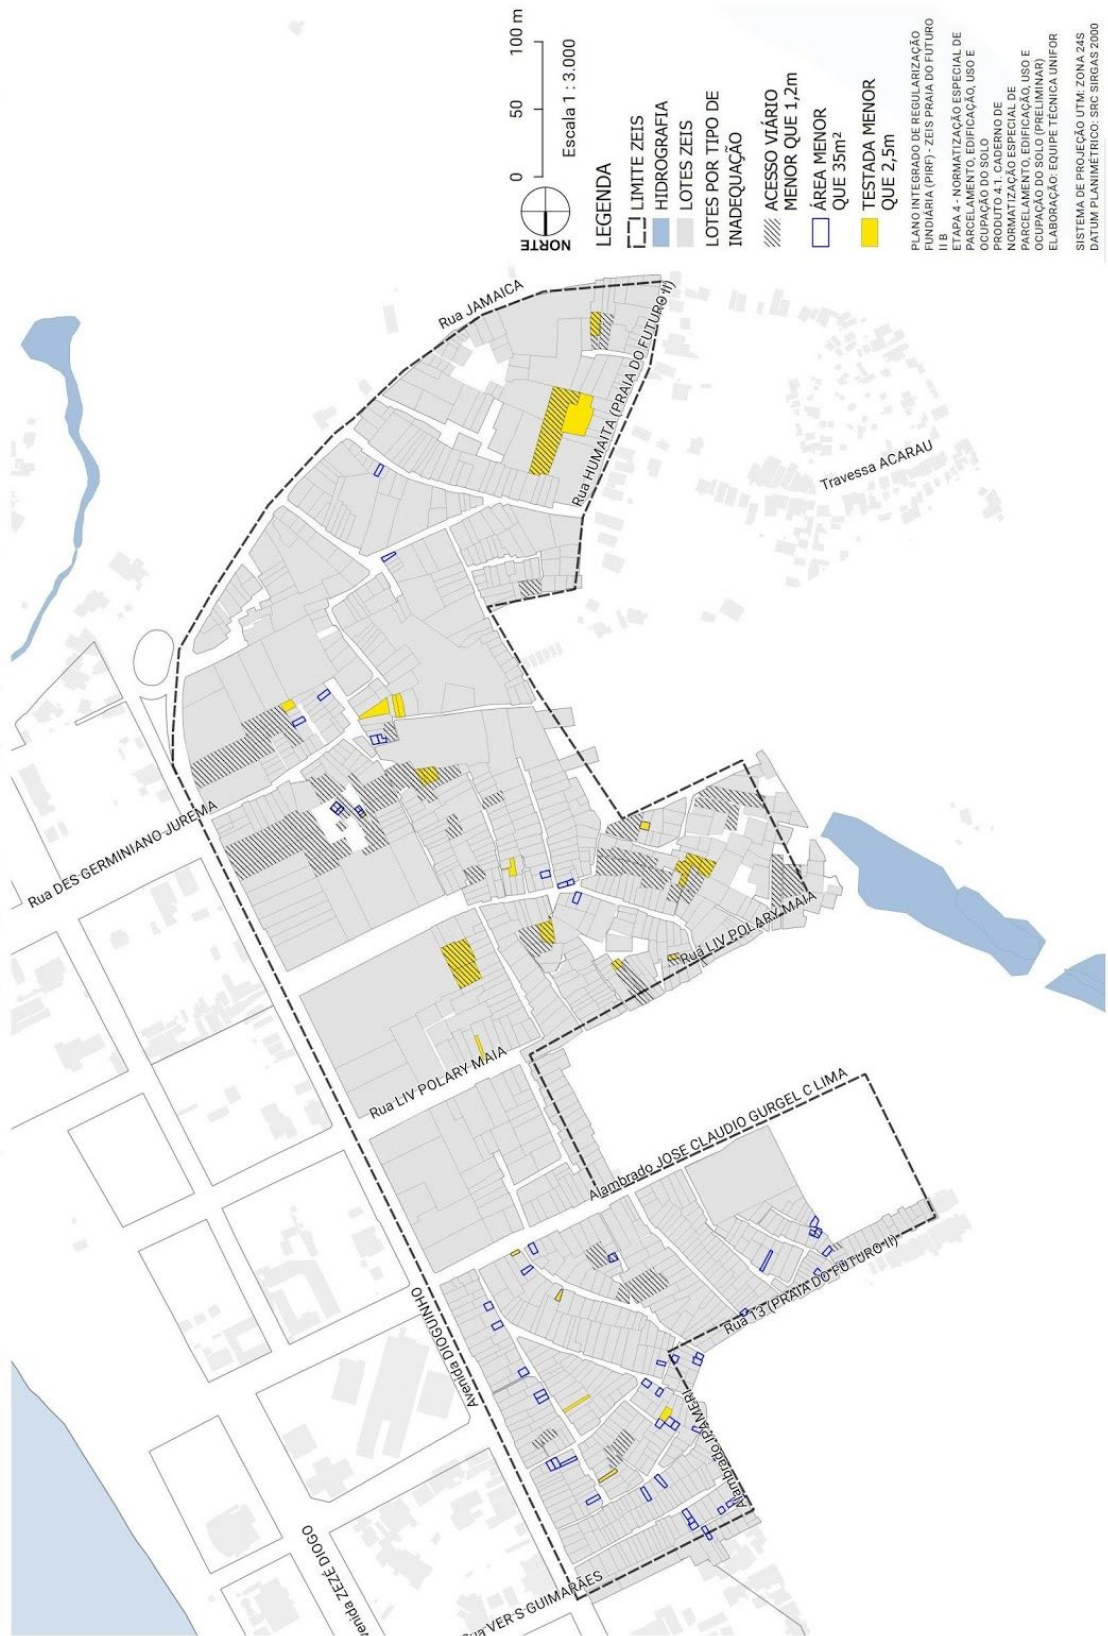 0 50 100 m
Escala 1 : 3.000
NORTE
LEGENDA
LIMITE ZEIS
HIDROGRAFIA
LOTES ZEIS
LOTES POR TIPO DE
INADEQUAÇÃO
ACESSO VIÁRIO
MENOR QUE 1,2m
ÁREA MENOR
QUE 35m²
TESTADA MENOR
QUE 2,5m
PLANO INTEGRADO DE REGULARIZAÇÃO
FUNDIÁRIA (PIRF) - ZEIS PRAIA DO FUTURO
II B
ETAPA 4 - NORMATIZAÇÃO ESPECIAL DE
PARCELAMENTO, EDIFICAÇÃO, USO E
OCUPAÇÃO DO SOLO
PRODUTO 4.1. CADERNO DE
NORMATIZAÇÃO ESPECIAL DE
PARCELAMENTO, EDIFICAÇÃO, USO E
OCUPAÇÃO DO SOLO (PRELIMINAR)
ELABORAÇÃO: EQUIPE TÉCNICA UNIFOR
SISTEMA DE PROJEÇÃO UTM: ZONA 24S
DATUM PLANIMÉTRICO: SRC SIRGAS 2000
Rua JAMAICA
Rua HUMAITA (PRAIA DO FUTURO II)
Travessa ACARAU
Rua DES GERMINIANO JUREMA
Rua LIV POLARY MAIA
Rua LIV POLARY MAIA
Alambrado JOSE CLAUDIO GURGEL C LIMA
Avenida DIOGUINHO
Rua 13 (PRAIA DO FUTURO II)
Alambrado IPAMERI
venida ZEZÉ DIOGO
ua VER S GUIMARÃES